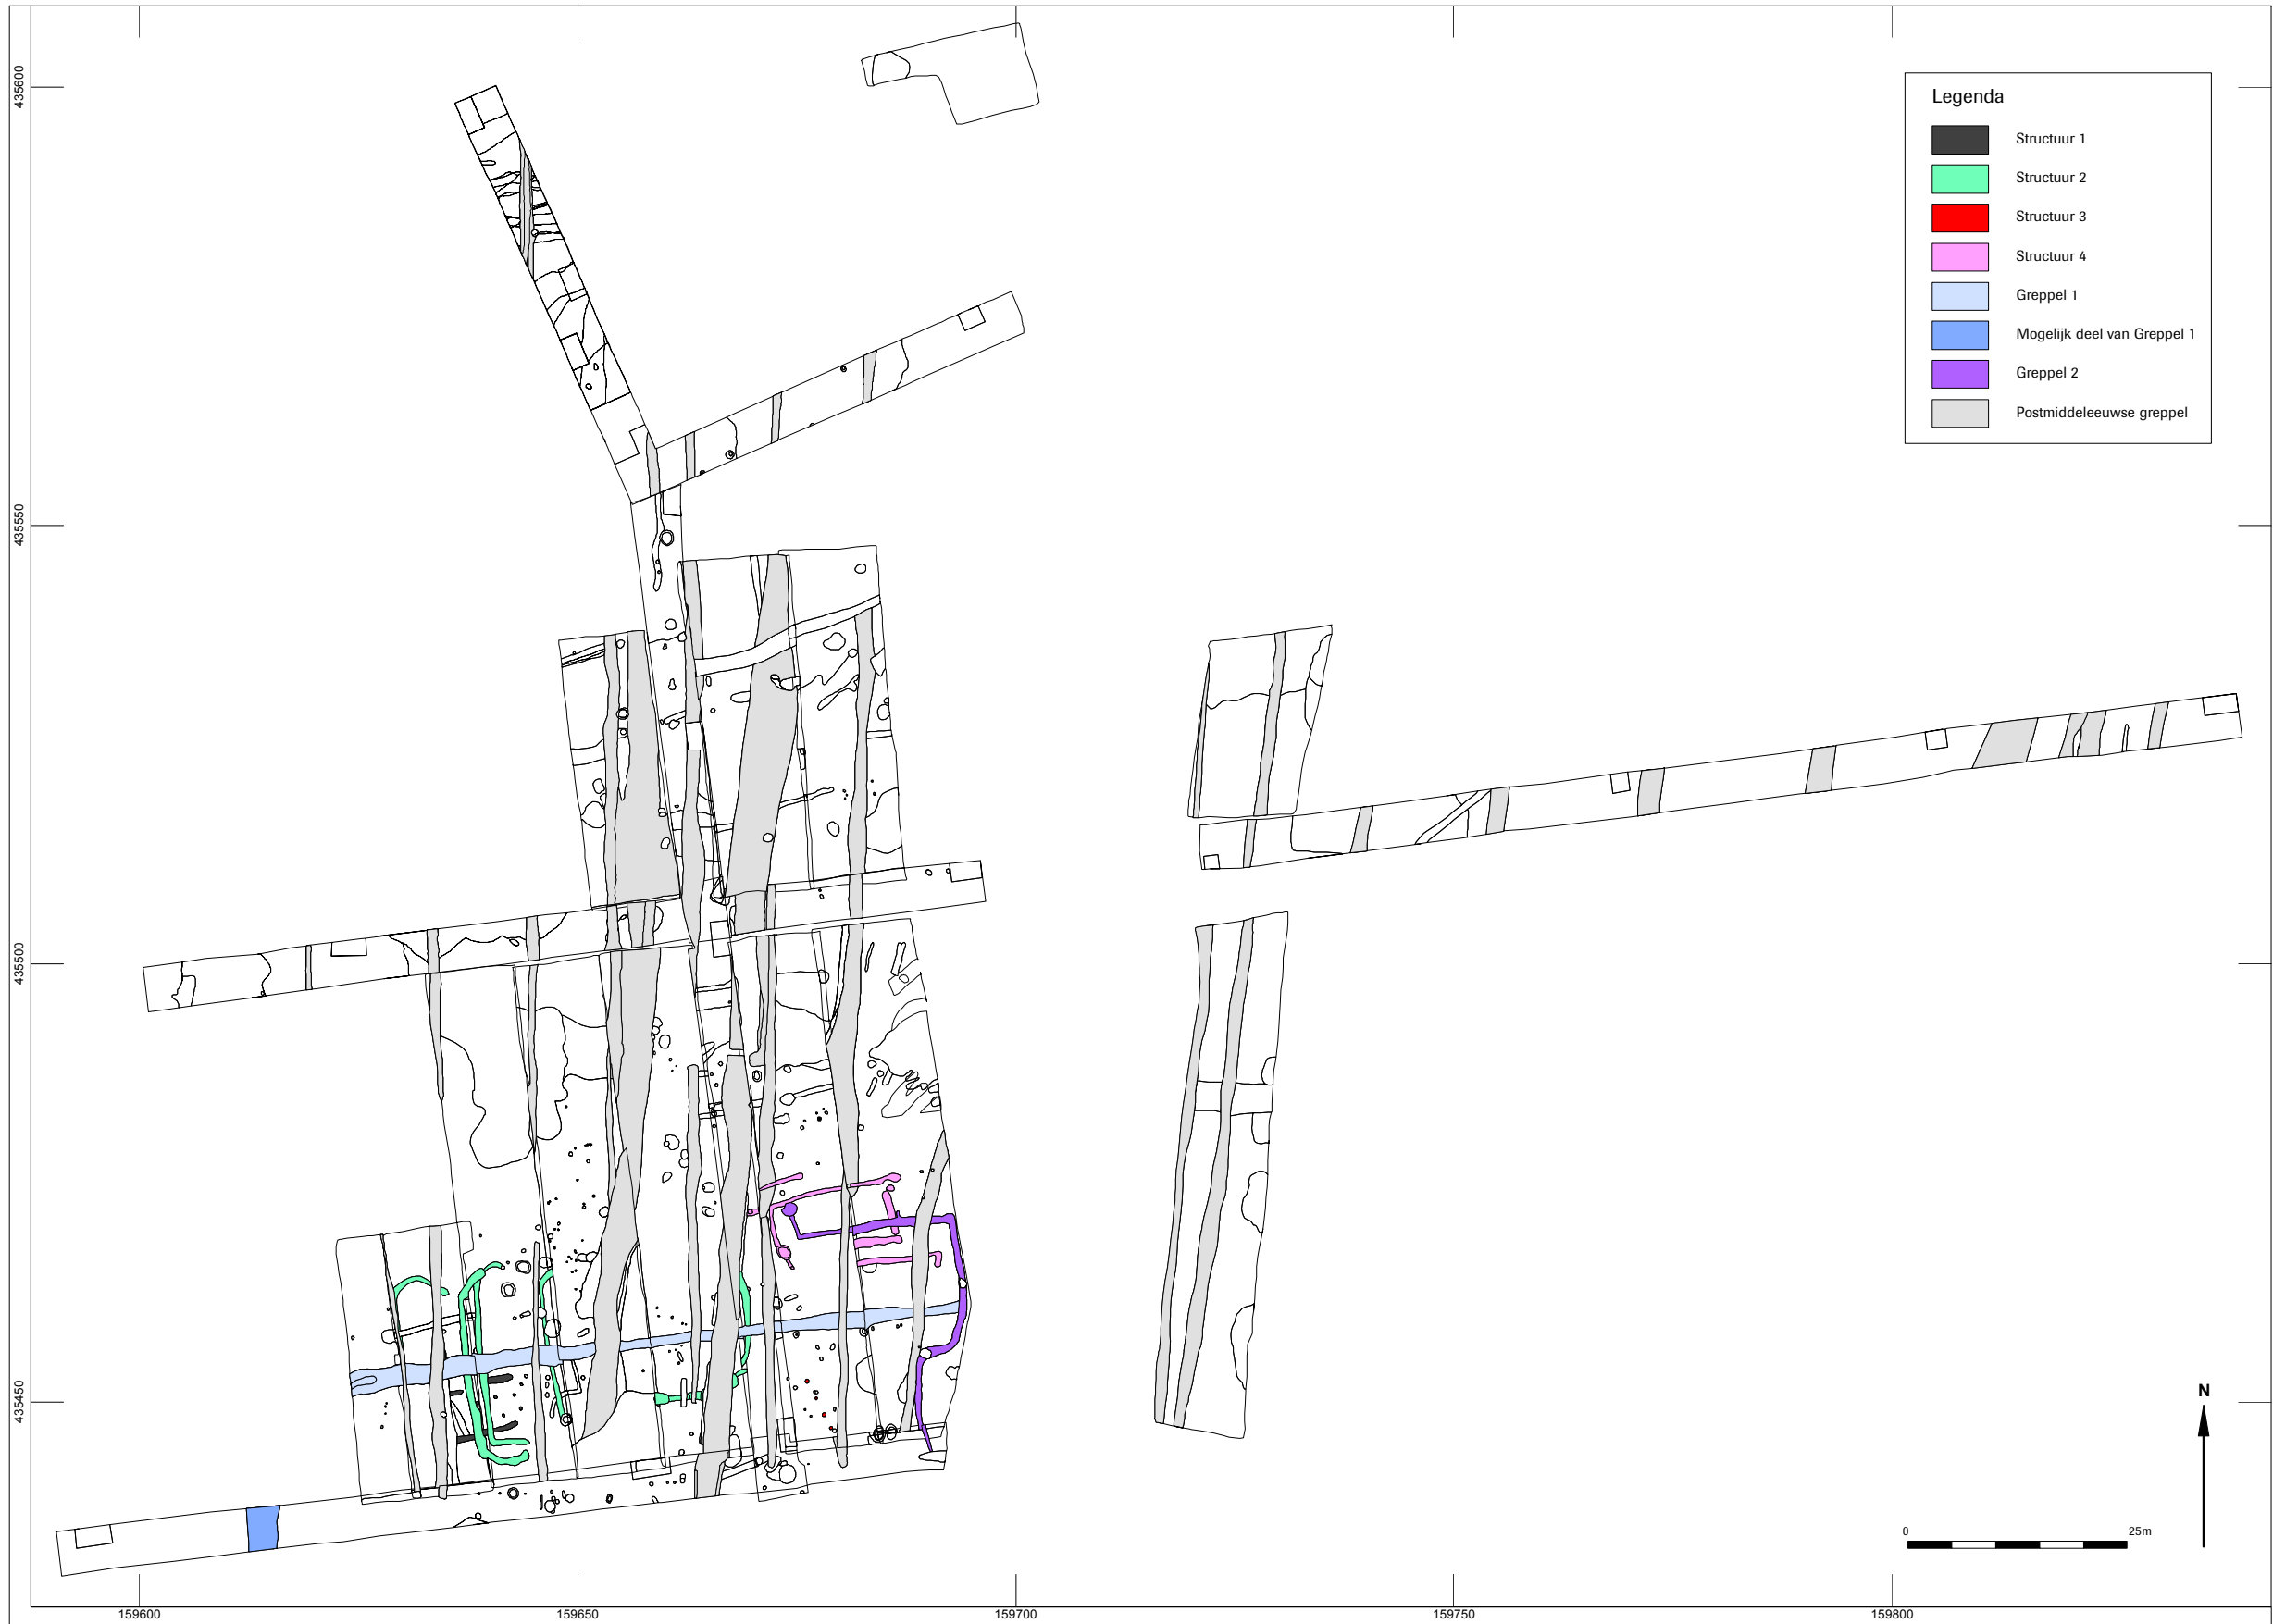 Legenda
Structuur 1
Structuur 2
Structuur 3
Structuur 4
Greppel 1
Mogelijk deel van Greppel 1
Greppel 2
Postmiddeleeuwse greppel
435600
435550
435500
435450
N
0 25m
159600 159650 159700 159750 159800